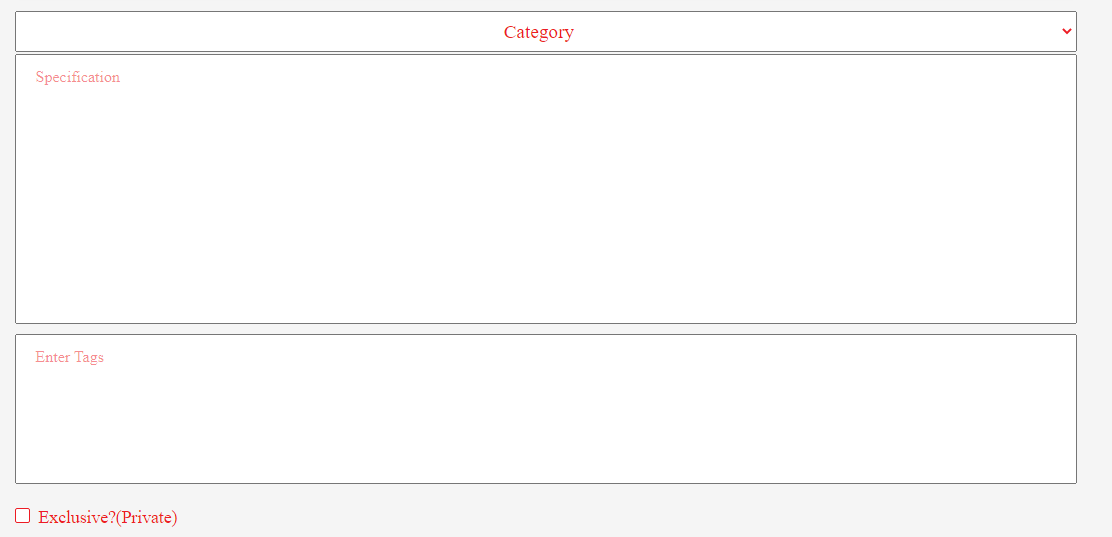 Category
Specification
Enter Tags
Exclusive?(Private)